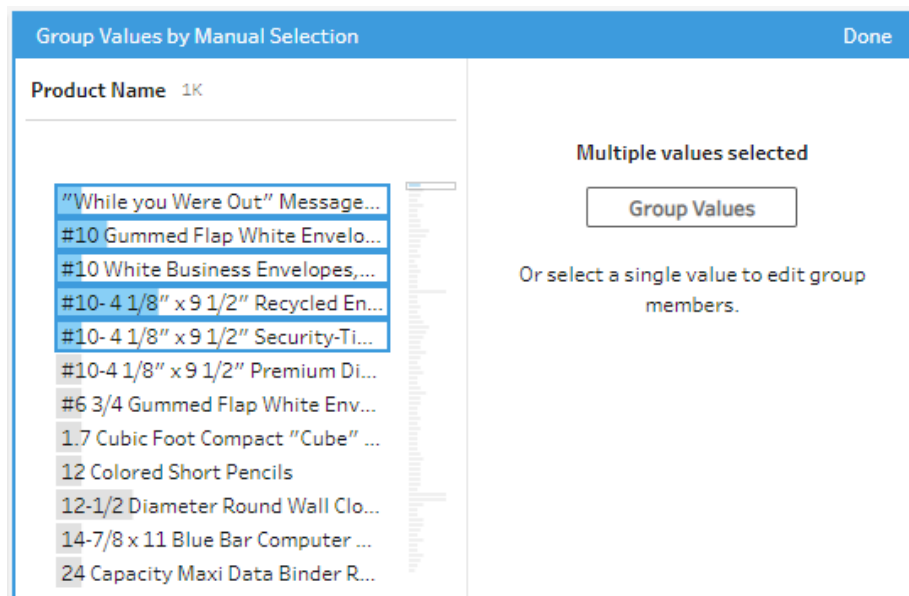 Group Values by Manual Selection Done
Product Name 1K
"While you Were Out" Message...
#10 Gummed Flap White Envelo...
#10 White Business Envelopes,...
#10- 4 1/8" x 9 1/2" Recycled En...
#10- 4 1/8" x 9 1/2" Security-Ti...
#10-4 1/8" x 9 1/2" Premium Di...
#6 3/4 Gummed Flap White Env...
1.7 Cubic Foot Compact "Cube" ...
12 Colored Short Pencils
12-1/2 Diameter Round Wall Clo...
14-7/8 x 11 Blue Bar Computer ...
24 Capacity Maxi Data Binder R...
Multiple values selected
Group Values
Or select a single value to edit group
members.